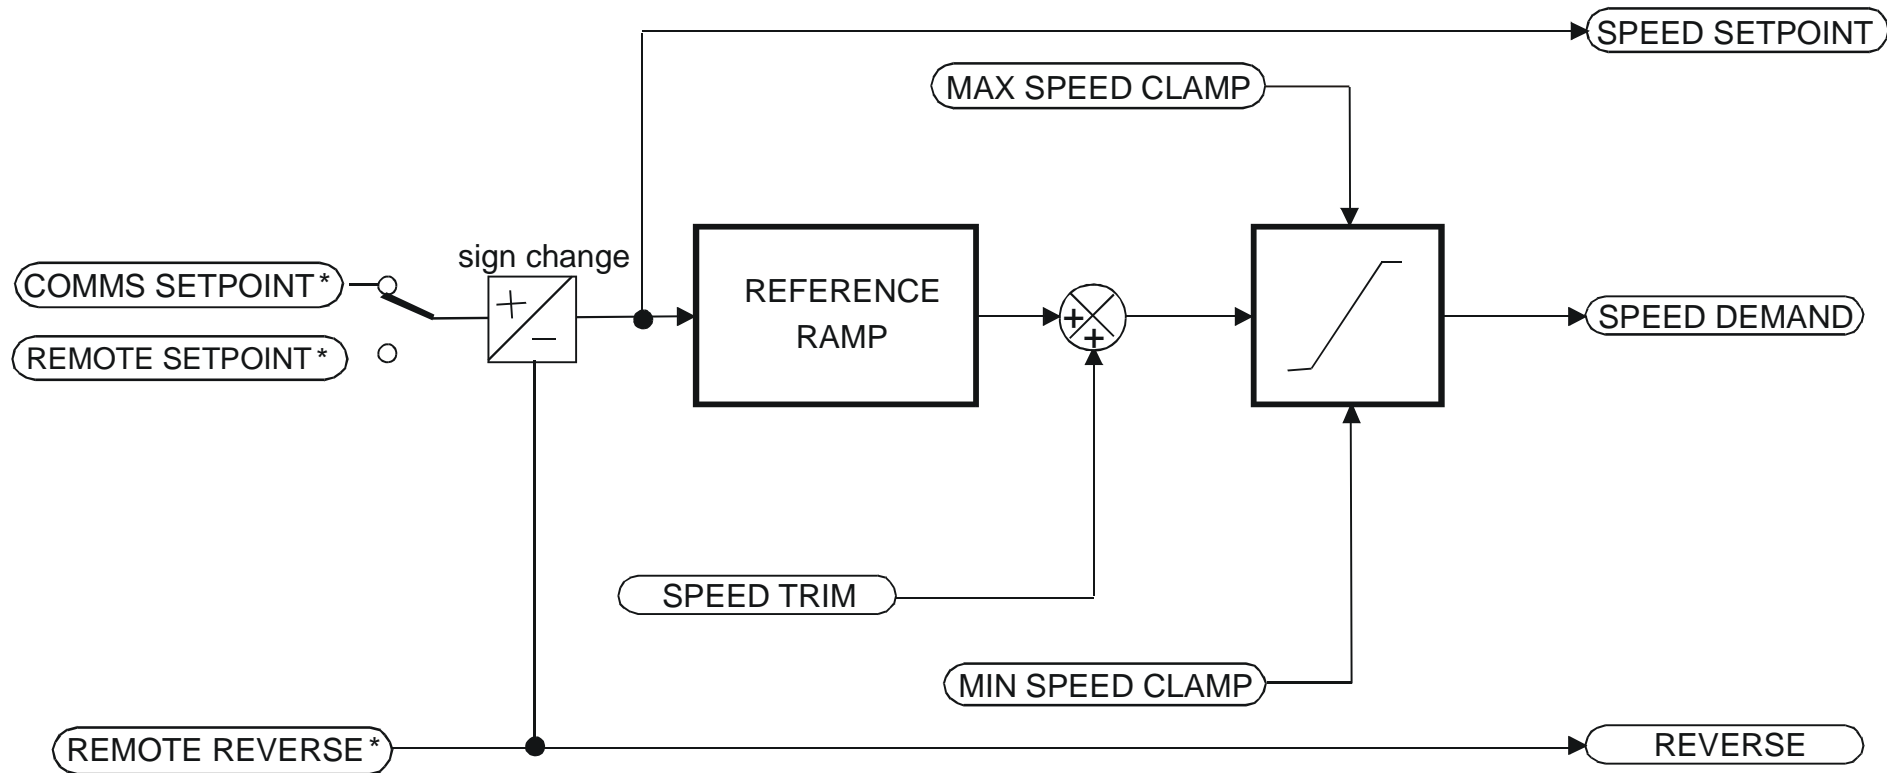 SPEED SETPOINT
MAX SPEED CLAMP
sign change
COMMS SETPOINT*
+
−
REFERENCE
RAMP
+
+
SPEED DEMAND
REMOTE SETPOINT*
SPEED TRIM
MIN SPEED CLAMP
REMOTE REVERSE*
REVERSE